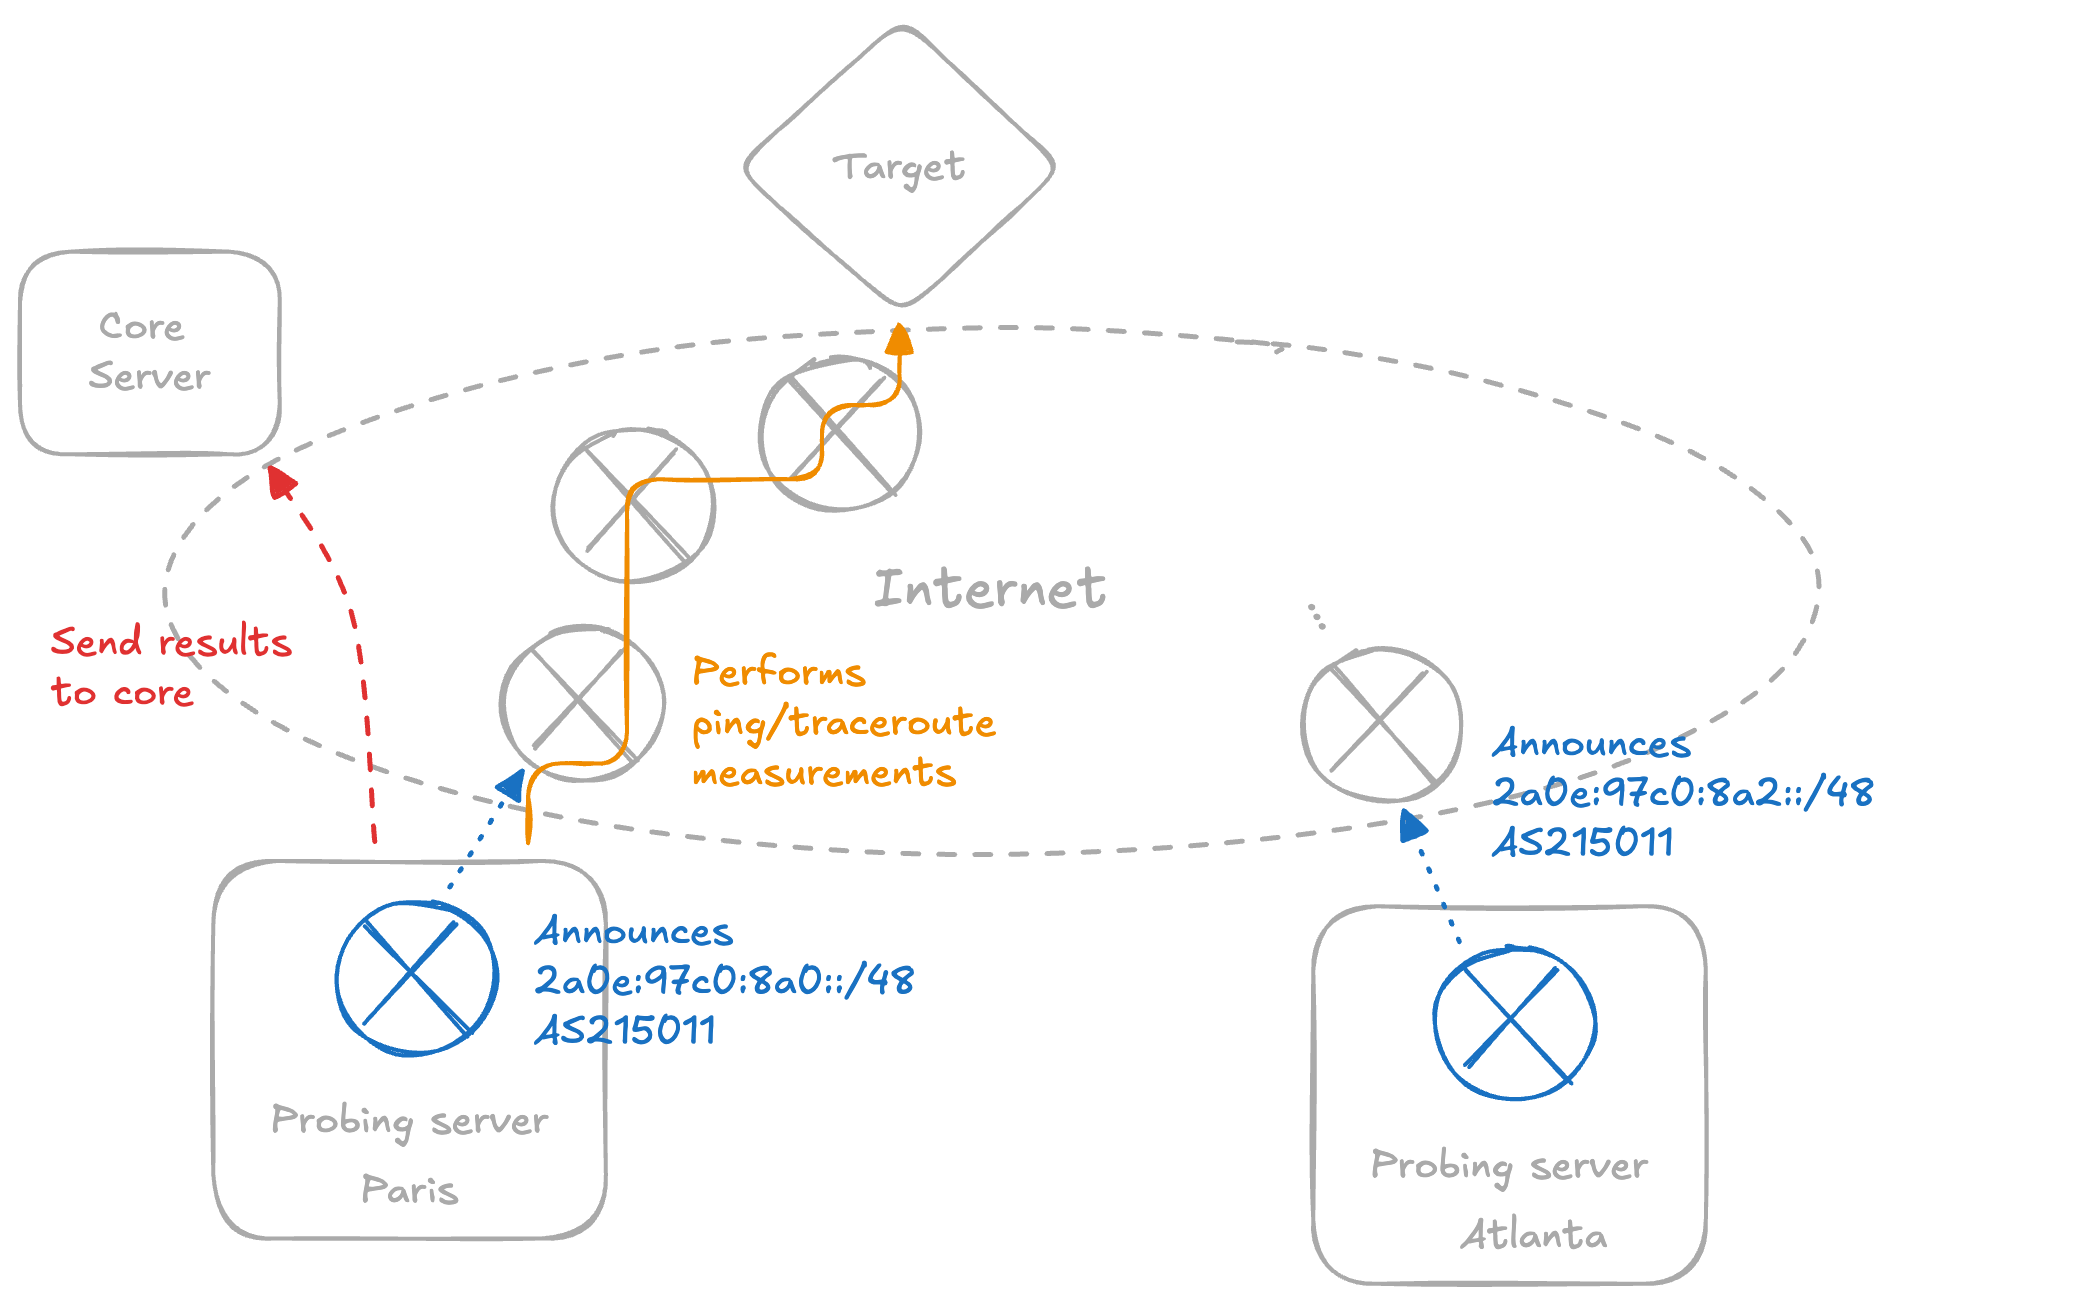 Target
Core
Server
Internet
Send results
to core
Performs
ping/traceroute
measurements
Announces
2a0e:97c0:8a2::/48
AS215011
Announces
2a0e:97c0:8a0::/48
AS215011
Probing server
Paris
Probing server
Atlanta